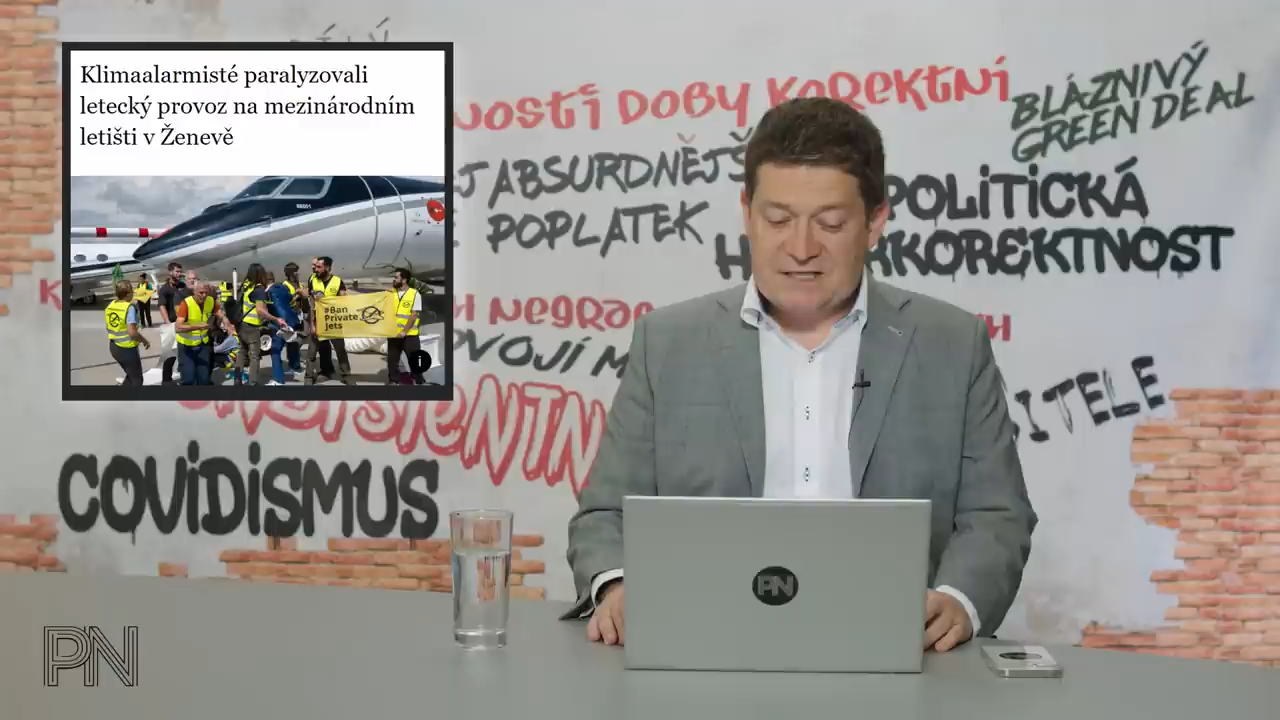 Klimaalarmisté paralyzovali
letecký provoz na mezinárodním
letišti v Ženevě
#Ban
Private
Jets
NOSTÍ DOBY KOREKTNÍ
BLÁZNIVÝ
GREEN DEAL
ABSURDNĚJŠ
POPLATEK
POLITICKÁ
KOREKTNOST
VOJÍ M
ITELE
COVIDISMUS
PN
PN